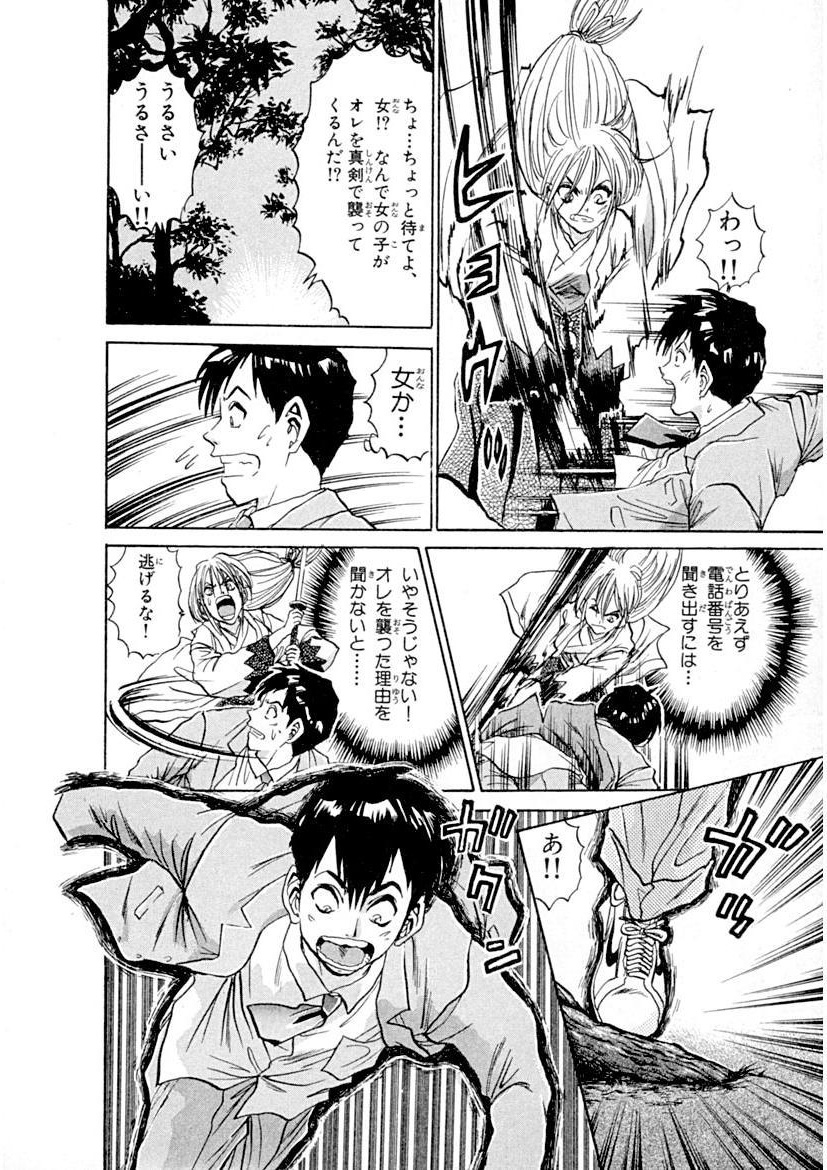 わっ!!
ヒョウン
ちょ…ちょっと待てよ、
女!?なんで女の子が
オレを真剣で襲って
くるんだ!?
うるさい
うるさ――い!!
女か…
とりあえず
電話番号を
聞き出すには…
いやそうじゃない!
オレを襲った理由を
聞かないと……
逃げるな!
ガッ
あ!!
ガクン